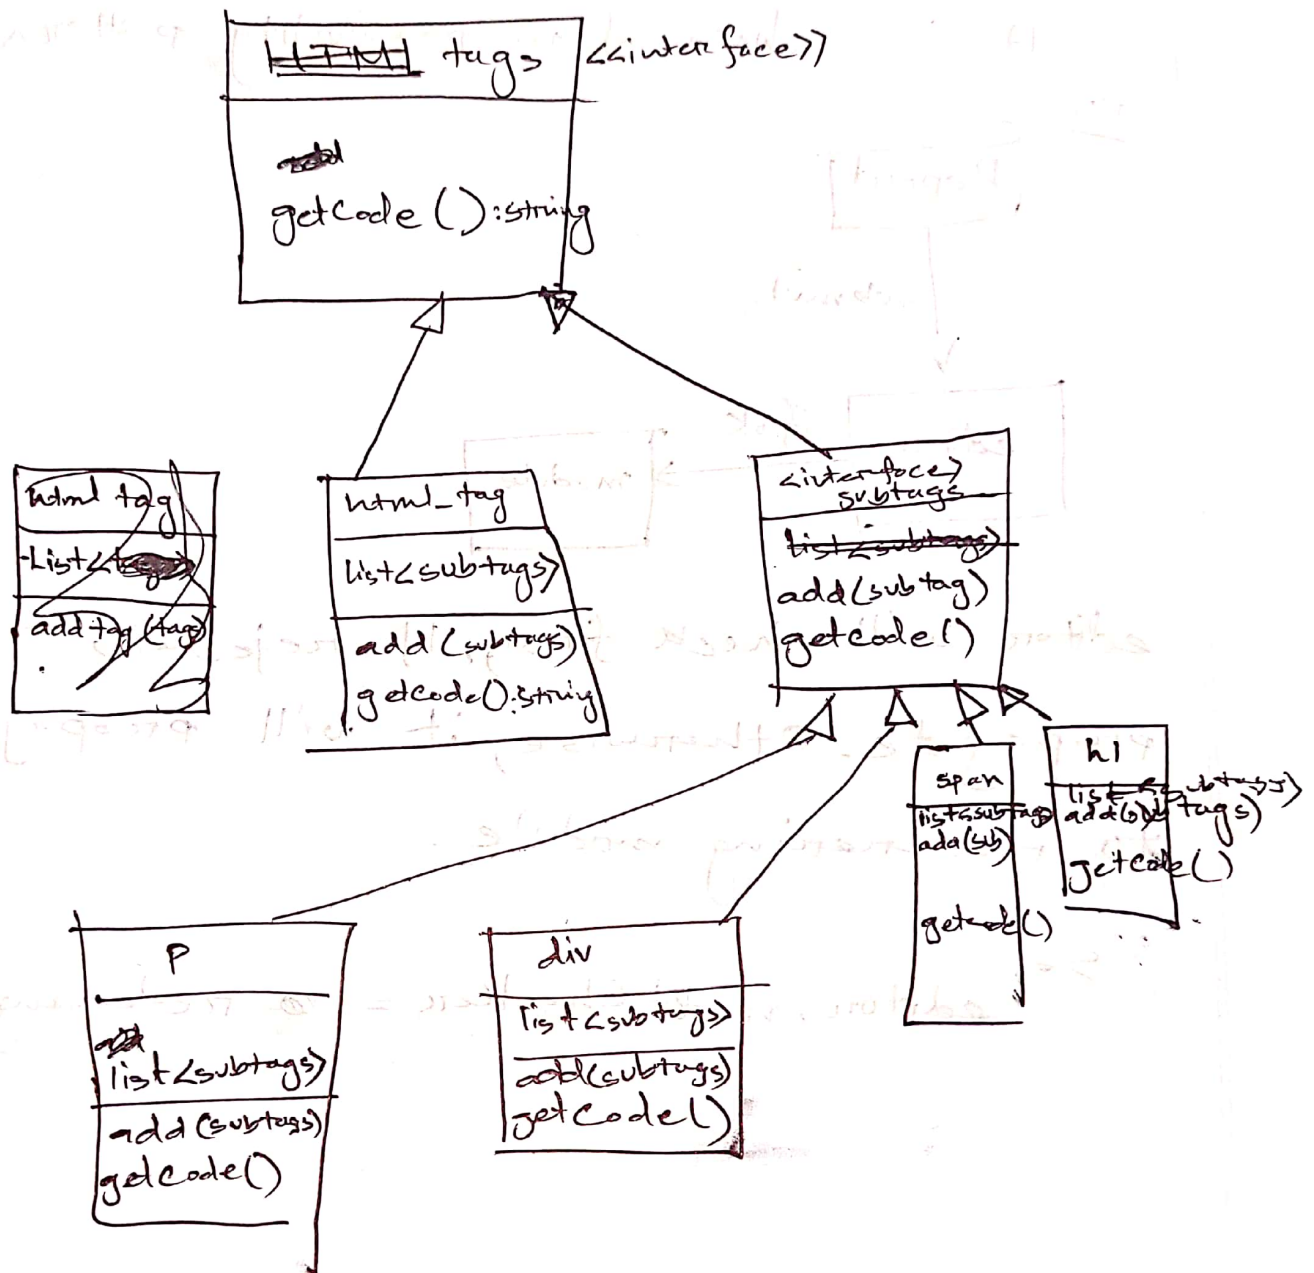 HTML tags <<interface>>
getCode():string
html tag
-List<
add tag (tags)
html_tag
list<subtags>
add (subtags)
getCode():string
<interface>
subtags
list<subtags>
add(subtag)
getcode()
span
list<subtags
add(sub)
getcode()
h1
list<subtags>
add(subtags)
getCode()
P
list<subtags>
add (subtags)
getCode()
div
list<subtags>
add(subtags)
getCode()